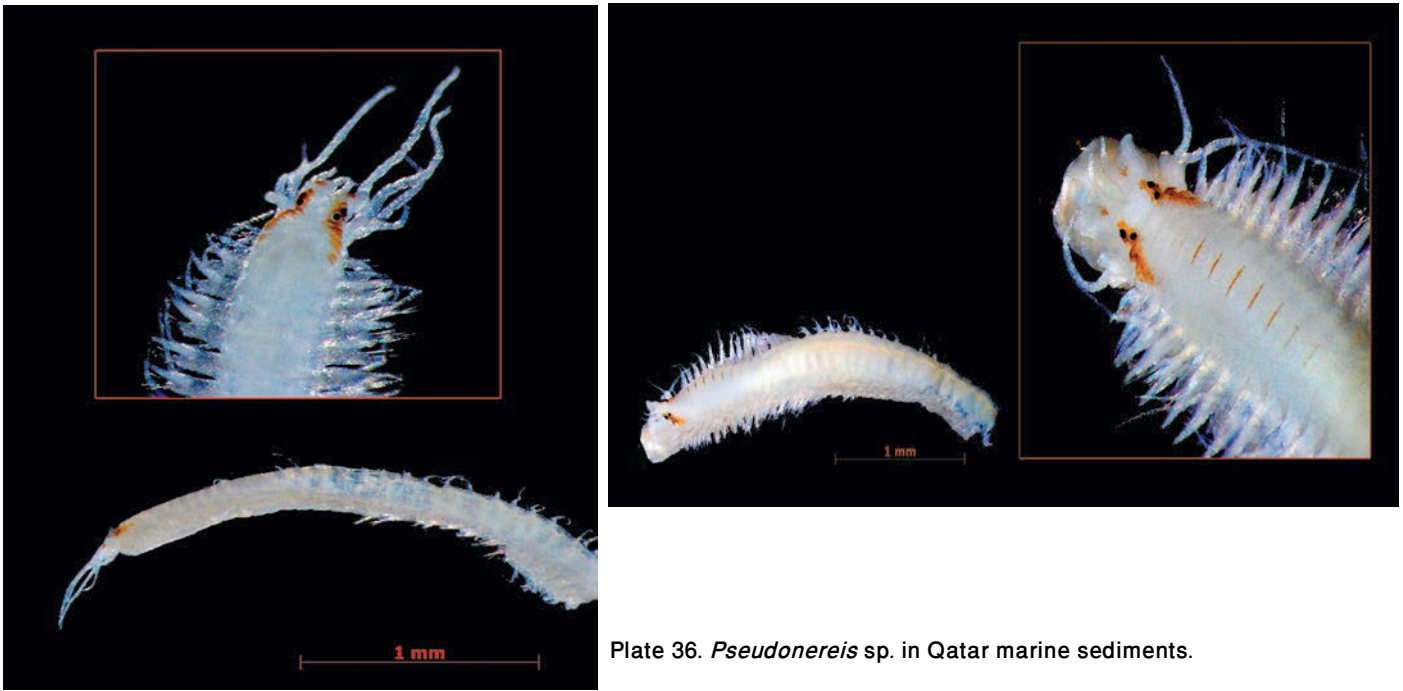 1 mm
1 mm
Plate 36. Pseudonereis sp. in Qatar marine sediments.